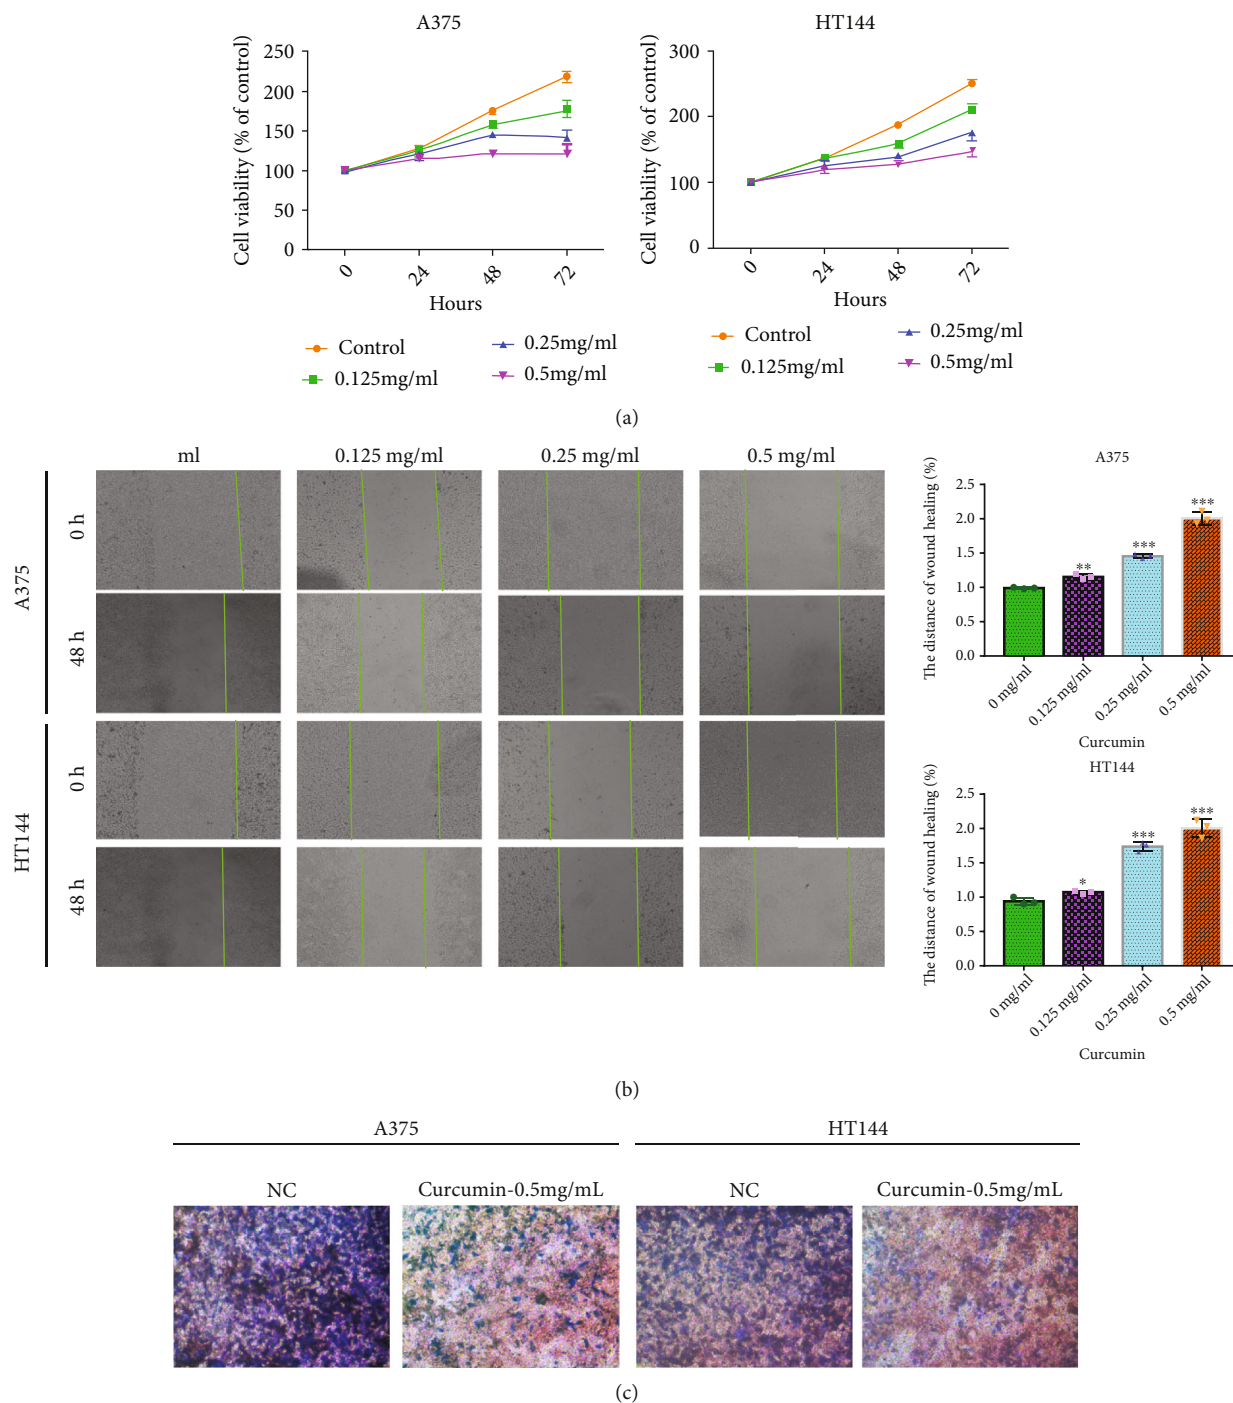 A375
HT144
250
200
150
100
50
0
Cell viability (% of control)
0
24
48
72
Hours
300
200
100
0
Cell viability (% of control)
0
24
48
72
Hours
Control
0.125mg/ml
0.25mg/ml
0.5mg/ml
Control
0.125mg/ml
0.25mg/ml
0.5mg/ml
(a)
ml
0.125 mg/ml
0.25 mg/ml
0.5 mg/ml
A375
0 h
48 h
HT144
0 h
48 h
A375
The distance of wound healing (%)
2.5
2.0
1.5
1.0
0.5
0.0
**
***
***
0 mg/ml
0.125 mg/ml
0.25 mg/ml
0.5 mg/ml
Curcumin
HT144
The distance of wound healing (%)
2.5
2.0
1.5
1.0
0.5
0.0
*
***
***
0 mg/ml
0.125 mg/ml
0.25 mg/ml
0.5 mg/ml
Curcumin
(b)
A375
HT144
NC
Curcumin-0.5mg/mL
NC
Curcumin-0.5mg/mL
(c)